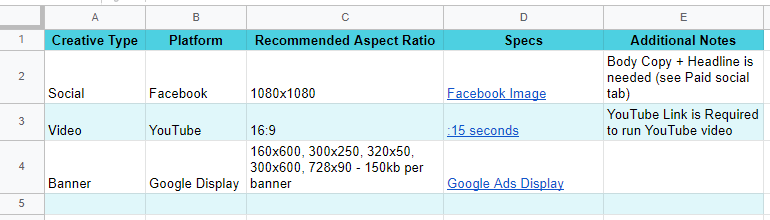 A B C D E
1 Creative Type Platform Recommended Aspect Ratio Specs Additional Notes
Body Copy + Headline is
needed (see Paid social
2 Social Facebook 1080x1080 Facebook Image tab)
YouTube Link is Required
3 Video YouTube 16:9 :15 seconds to run YouTube video
160x600, 300x250, 320x50,
300x600, 728x90 - 150kb per
4 Banner Google Display banner Google Ads Display
5